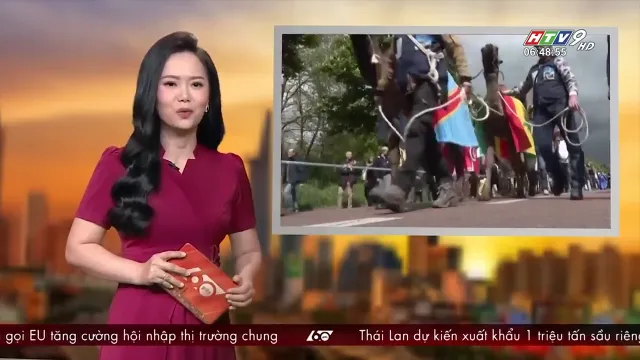 HTV9 HD
06:48:55
gọi EU tăng cường hội nhập thị trường chung
Thái Lan dự kiến xuất khẩu 1 triệu tấn sầu riên